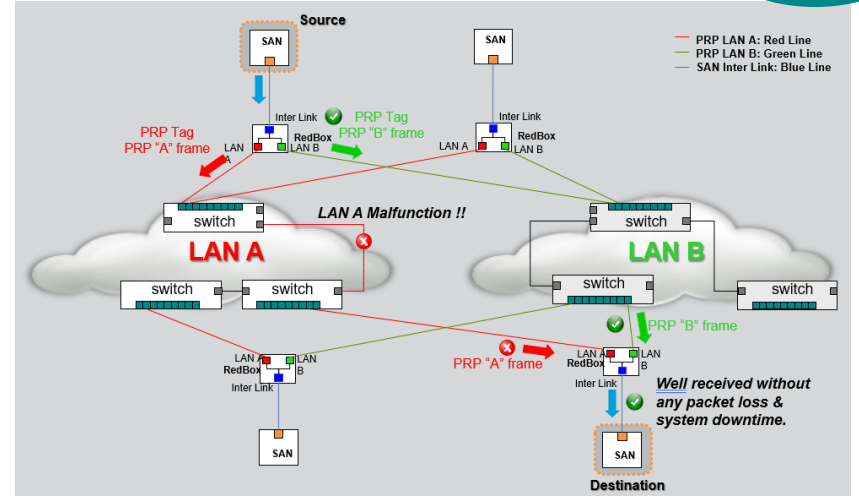 Source
SAN
SAN
PRP LAN A: Red Line
PRP LAN B: Green Line
SAN Inter Link: Blue Line
Inter Link
Inter Link
PRP Tag
PRP "A" frame
PRP Tag
PRP "B" frame
LAN
A
RedBox
LAN B
LAN A
RedBox
LAN B
switch
LAN A Malfunction !!
switch
LAN A
LAN B
switch
switch
switch
switch
PRP "B" frame
PRP "A" frame
LAN A
LAN
B
RedBox
Inter Link
LAN A
LAN
B
RedBox
Inter Link
Well received without
any packet loss &
system downtime.
SAN
SAN
Destination